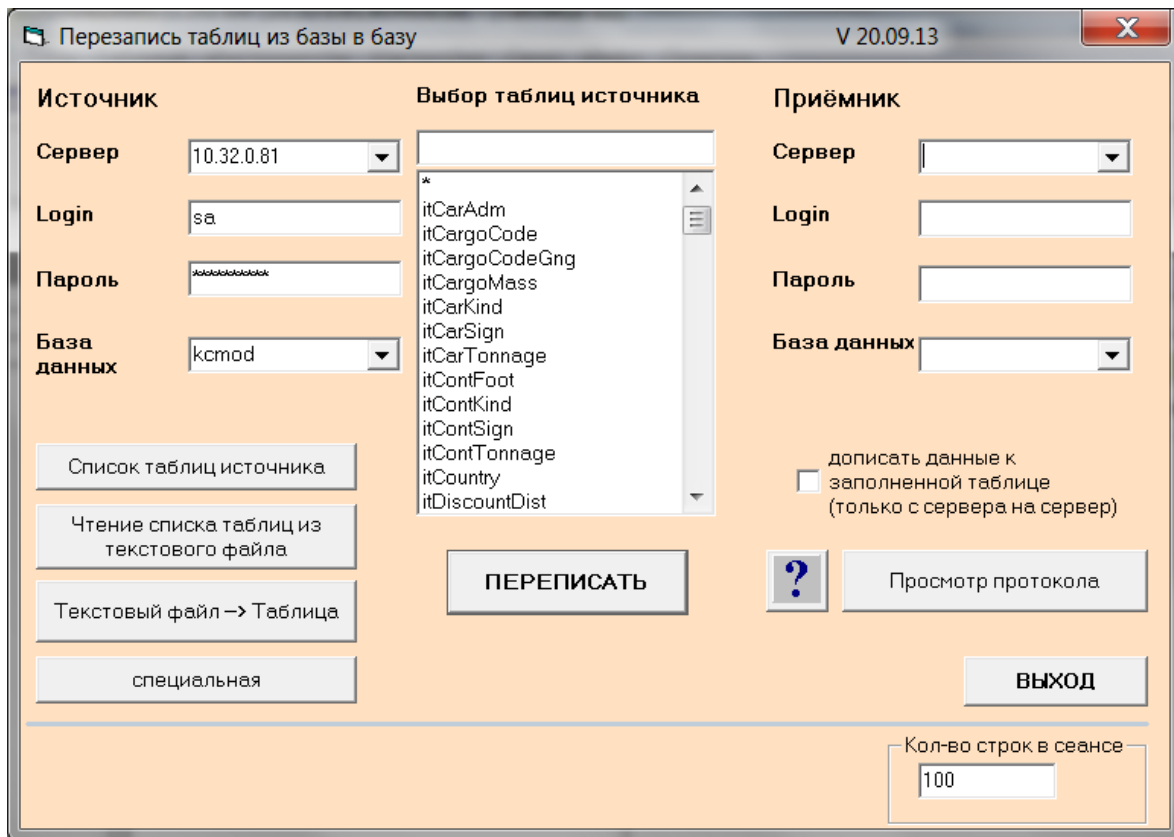 Перезапись таблиц из базы в базу V 20.09.13 X
Источник
Выбор таблиц источника
Приёмник
Сервер 10.32.0.81
Login sa
Пароль ***********
База данных kcmod
*
itCarAdm
itCargoCode
itCargoCodeGng
itCargoMass
itCarKind
itCarSign
itCarTonnage
itContFoot
itContKind
itContSign
itContTonnage
itCountry
itDiscountDist
Сервер
Login
Пароль
База данных
Список таблиц источника
Чтение списка таблиц из
текстового файла
Текстовый файл –> Таблица
специальная
ПЕРЕПИСАТЬ
дописать данные к
заполненной таблице
(только с сервера на сервер)
?
Просмотр протокола
ВЫХОД
Кол-во строк в сеансе
100